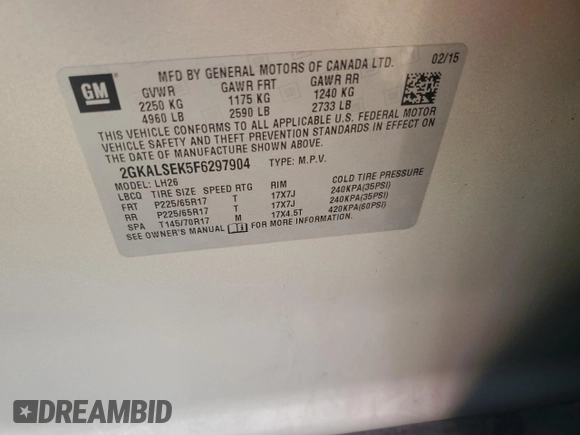 GM
MFD BY GENERAL MOTORS OF CANADA LTD. 02/15
GVWR GAWR FRT GAWR RR
2250 KG 1175 KG 1240 KG
4960 LB 2590 LB 2733 LB
THIS VEHICLE CONFORMS TO ALL APPLICABLE U.S. FEDERAL MOTOR
VEHICLE SAFETY AND THEFT PREVENTION STANDARDS IN EFFECT ON
THE DATE OF MANUFACTURE SHOWN ABOVE.
2GKALSEK5F6297904 TYPE: M.P.V.
MODEL: LH26
LBCQ TIRE SIZE SPEED RTG RIM COLD TIRE PRESSURE
FRT P225/65R17 T 17X7J 240KPA(35PSI)
RR P225/65R17 T 17X7J 240KPA(35PSI)
SPA T145/70R17 M 17X4.5T 420KPA(60PSI)
SEE OWNER'S MANUAL FOR MORE INFORMATION.
DREAMBID